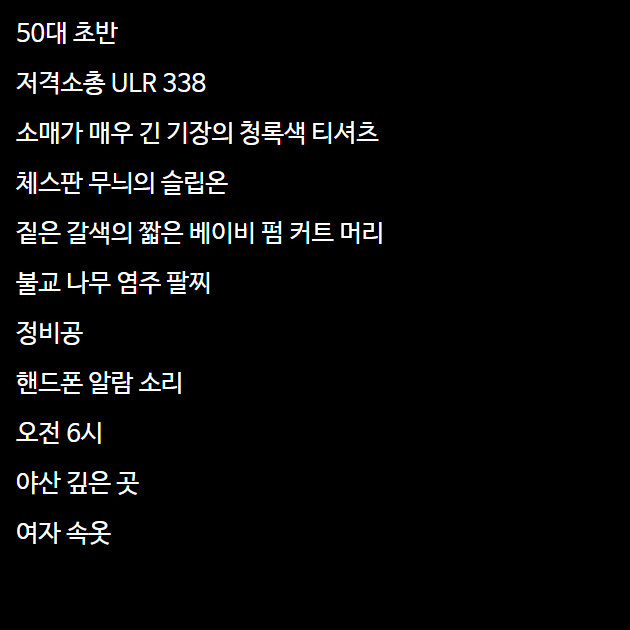 50대 초반
저격소총 ULR 338
소매가 매우 긴 기장의 청록색 티셔츠
체스판 무늬의 슬립온
짙은 갈색의 짧은 베이비 펌 커트 머리
불교 나무 염주 팔찌
정비공
핸드폰 알람 소리
오전 6시
야산 깊은 곳
여자 속옷